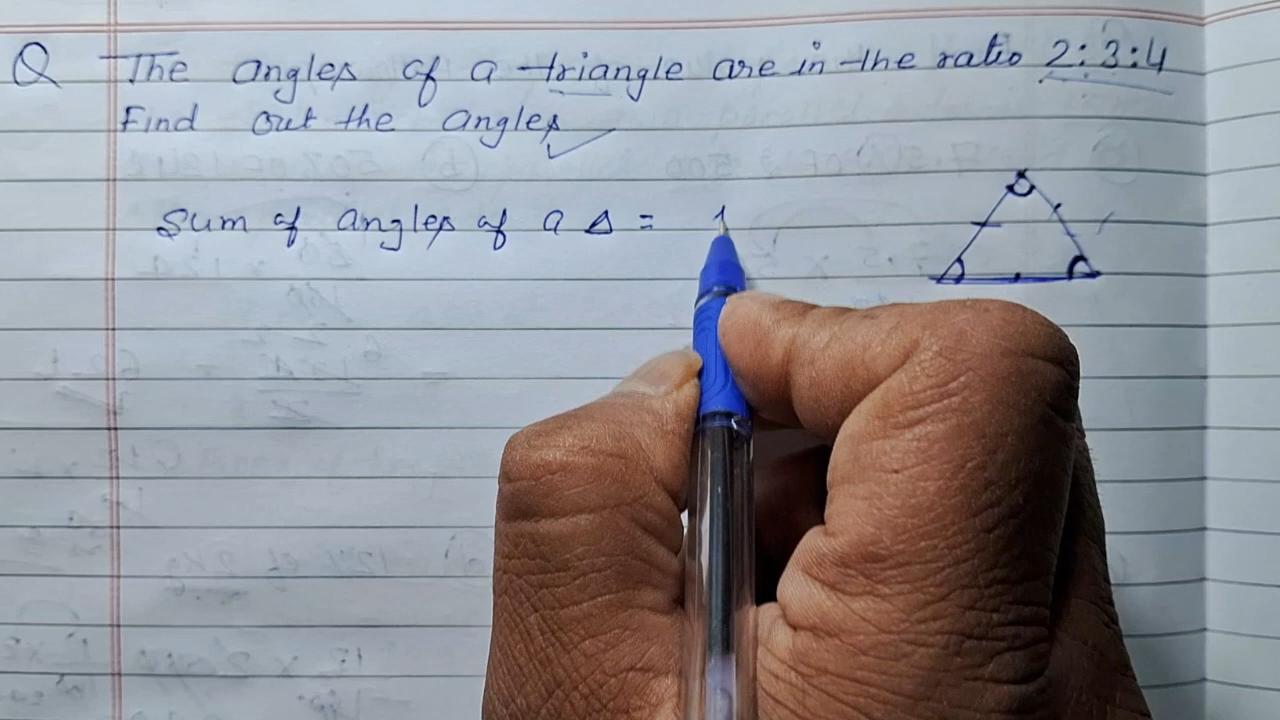 Q The angles of a triangle are in the ratio 2:3:4
Find out the angles
Sum of angles of a Δ = 1